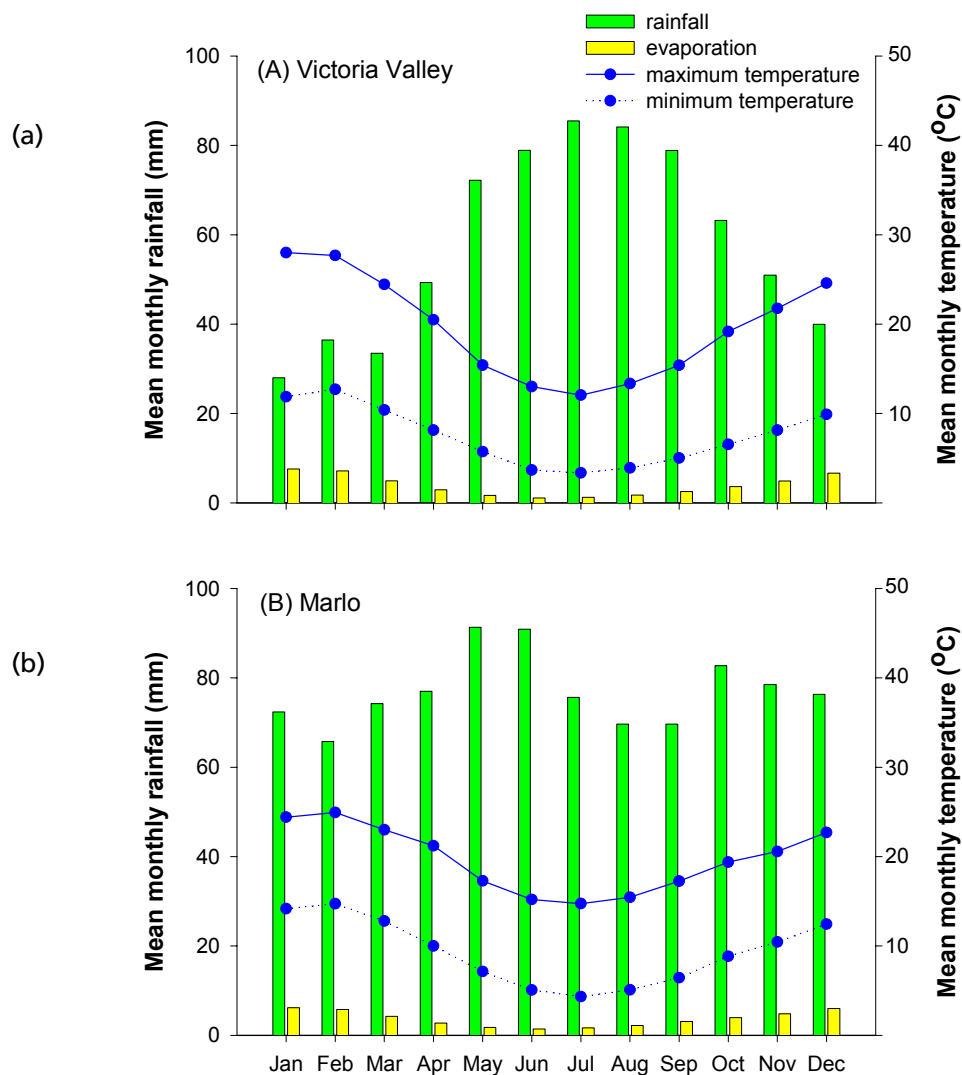 rainfall
evaporation
maximum temperature
minimum temperature
(a)
(A) Victoria Valley
Mean monthly rainfall (mm)
100
80
60
40
20
0
Mean monthly temperature (ºC)
50
40
30
20
10
0
(b)
(B) Marlo
Mean monthly rainfall (mm)
100
80
60
40
20
0
Mean monthly temperature (ºC)
50
40
30
20
10
0
Jan Feb Mar Apr May Jun Jul Aug Sep Oct Nov Dec